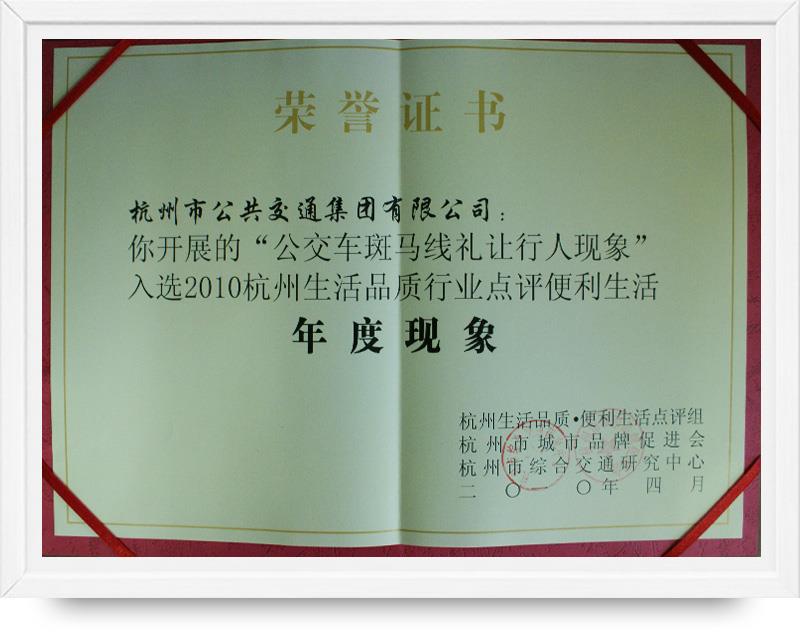 荣誉证书
杭州市公共交通集团有限公司：
你开展的“公交车斑马线礼让行人现象”
入选2010杭州生活品质行业点评便利生活
年度现象
杭州生活品质·便利生活点评组
杭州市城市品牌促进会
杭州市综合交通研究中心
二〇一〇年四月